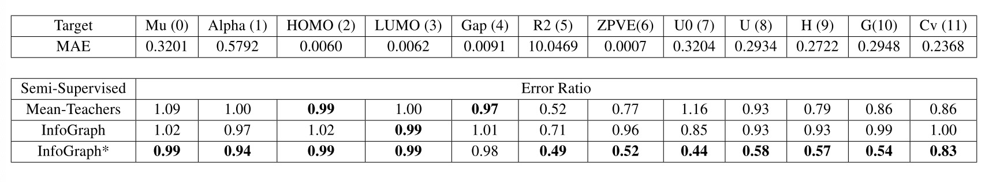 Target Mu (0) Alpha (1) HOMO (2) LUMO (3) Gap (4) R2 (5) ZPVE(6) U0 (7) U (8) H (9) G(10) Cv (11)
MAE 0.3201 0.5792 0.0060 0.0062 0.0091 10.0469 0.0007 0.3204 0.2934 0.2722 0.2948 0.2368
Semi-Supervised Error Ratio
Mean-Teachers 1.09 1.00 0.99 1.00 0.97 0.52 0.77 1.16 0.93 0.79 0.86 0.86
InfoGraph 1.02 0.97 1.02 0.99 1.01 0.71 0.96 0.85 0.93 0.93 0.99 1.00
InfoGraph* 0.99 0.94 0.99 0.99 0.98 0.49 0.52 0.44 0.58 0.57 0.54 0.83